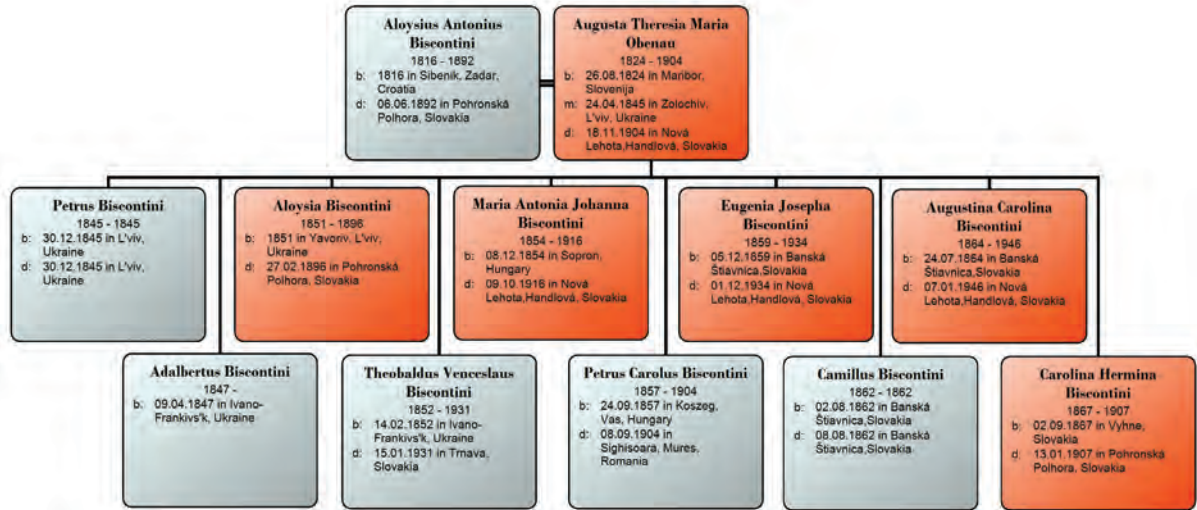 Aloysius Antonius
Biscontini
1816 - 1892
b: 1816 in Sibenik, Zadar,
Croatia
d: 06.06.1892 in Pohronská
Polhora, Slovakia
Augusta Theresia Maria
Obenau
1824 - 1904
b: 26.08.1824 in Maribor,
Slovenija
m: 24.04.1845 in Zolochiv,
L'viv, Ukraine
d: 18.11.1904 in Nová
Lehota,Handlová, Slovakia
Petrus Biscontini
1845 - 1845
b: 30.12.1845 in L'viv,
Ukraine
d: 30.12.1845 in L'viv,
Ukraine
Aloysia Biscontini
1851 - 1896
b: 1851 in Yavoriv, L'viv,
Ukraine
d: 27.02.1896 in Pohronská
Polhora, Slovakia
Maria Antonia Johanna
Biscontini
1854 - 1916
b: 08.12.1854 in Sopron,
Hungary
d: 09.10.1916 in Nová
Lehota,Handlová, Slovakia
Eugenia Josepha
Biscontini
1859 - 1934
b: 05.12.1859 in Banská
Štiavnica,Slovakia
d: 01.12.1934 in Nová
Lehota,Handlová, Slovakia
Augustina Carolina
Biscontini
1864 - 1946
b: 24.07.1864 in Banská
Štiavnica,Slovakia
d: 07.01.1946 in Nová
Lehota,Handlová, Slovakia
Adalbertus Biscontini
1847 -
b: 09.04.1847 in Ivano-
Frankivs'k, Ukraine
Theobaldus Venceslaus
Biscontini
1852 - 1931
b: 14.02.1852 in Ivano-
Frankivs'k, Ukraine
d: 15.01.1931 in Trnava,
Slovakia
Petrus Carolus Biscontini
1857 - 1904
b: 24.09.1857 in Koszeg,
Vas, Hungary
d: 08.09.1904 in
Sighisoara, Mures,
Romania
Camillus Biscontini
1862 - 1862
b: 02.08.1862 in Banská
Štiavnica,Slovakia
d: 08.08.1862 in Banská
Štiavnica,Slovakia
Carolina Hermina
Biscontini
1867 - 1907
b: 02.09.1867 in Vyhne,
Slovakia
d: 13.01.1907 in Pohronská
Polhora, Slovakia